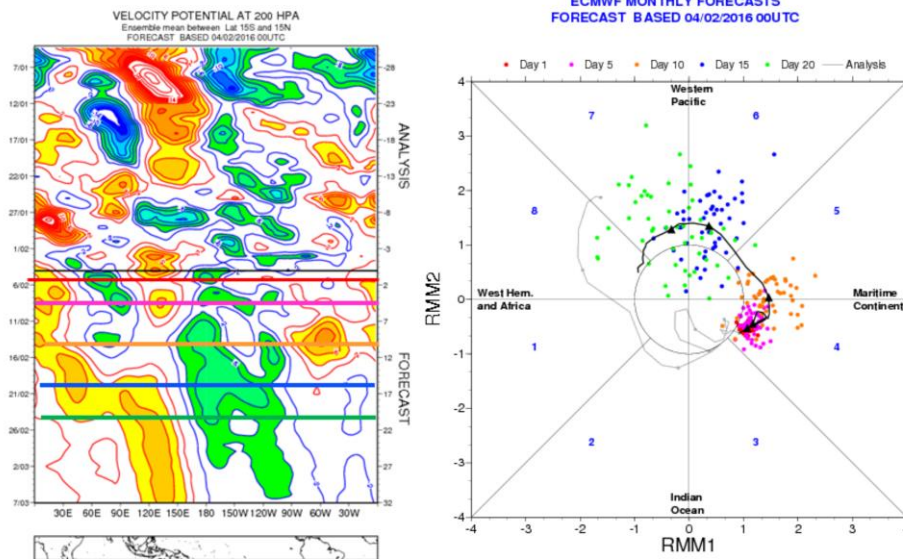 VELOCITY POTENTIAL AT 200 HPA
Ensemble mean between Lat 15S and 15N
FORECAST BASED 04/02/2016 00UTC
7/01
12/01
17/01
22/01
27/01
1/02
6/02
11/02
16/02
21/02
26/02
2/03
7/03
-28
-23
-18
-13
-8
-3
2
7
12
17
22
27
32
ANALYSIS
FORECAST
30E 60E 90E 120E 150E 180E 150W 120W 90W 60W 30W
ECMWF MONTHLY FORECASTS
FORECAST BASED 04/02/2016 00UTC
Day 1 Day 5 Day 10 Day 15 Day 20 Analysis
Western
Pacific
7 6
8 5
West Hern.
and Africa
Maritime
Continent
1 4
2 3
Indian
Ocean
4
3
2
1
0
-1
-2
-3
-4
RMM2
-4 -3 -2 -1 0 1 2 3
RMM1